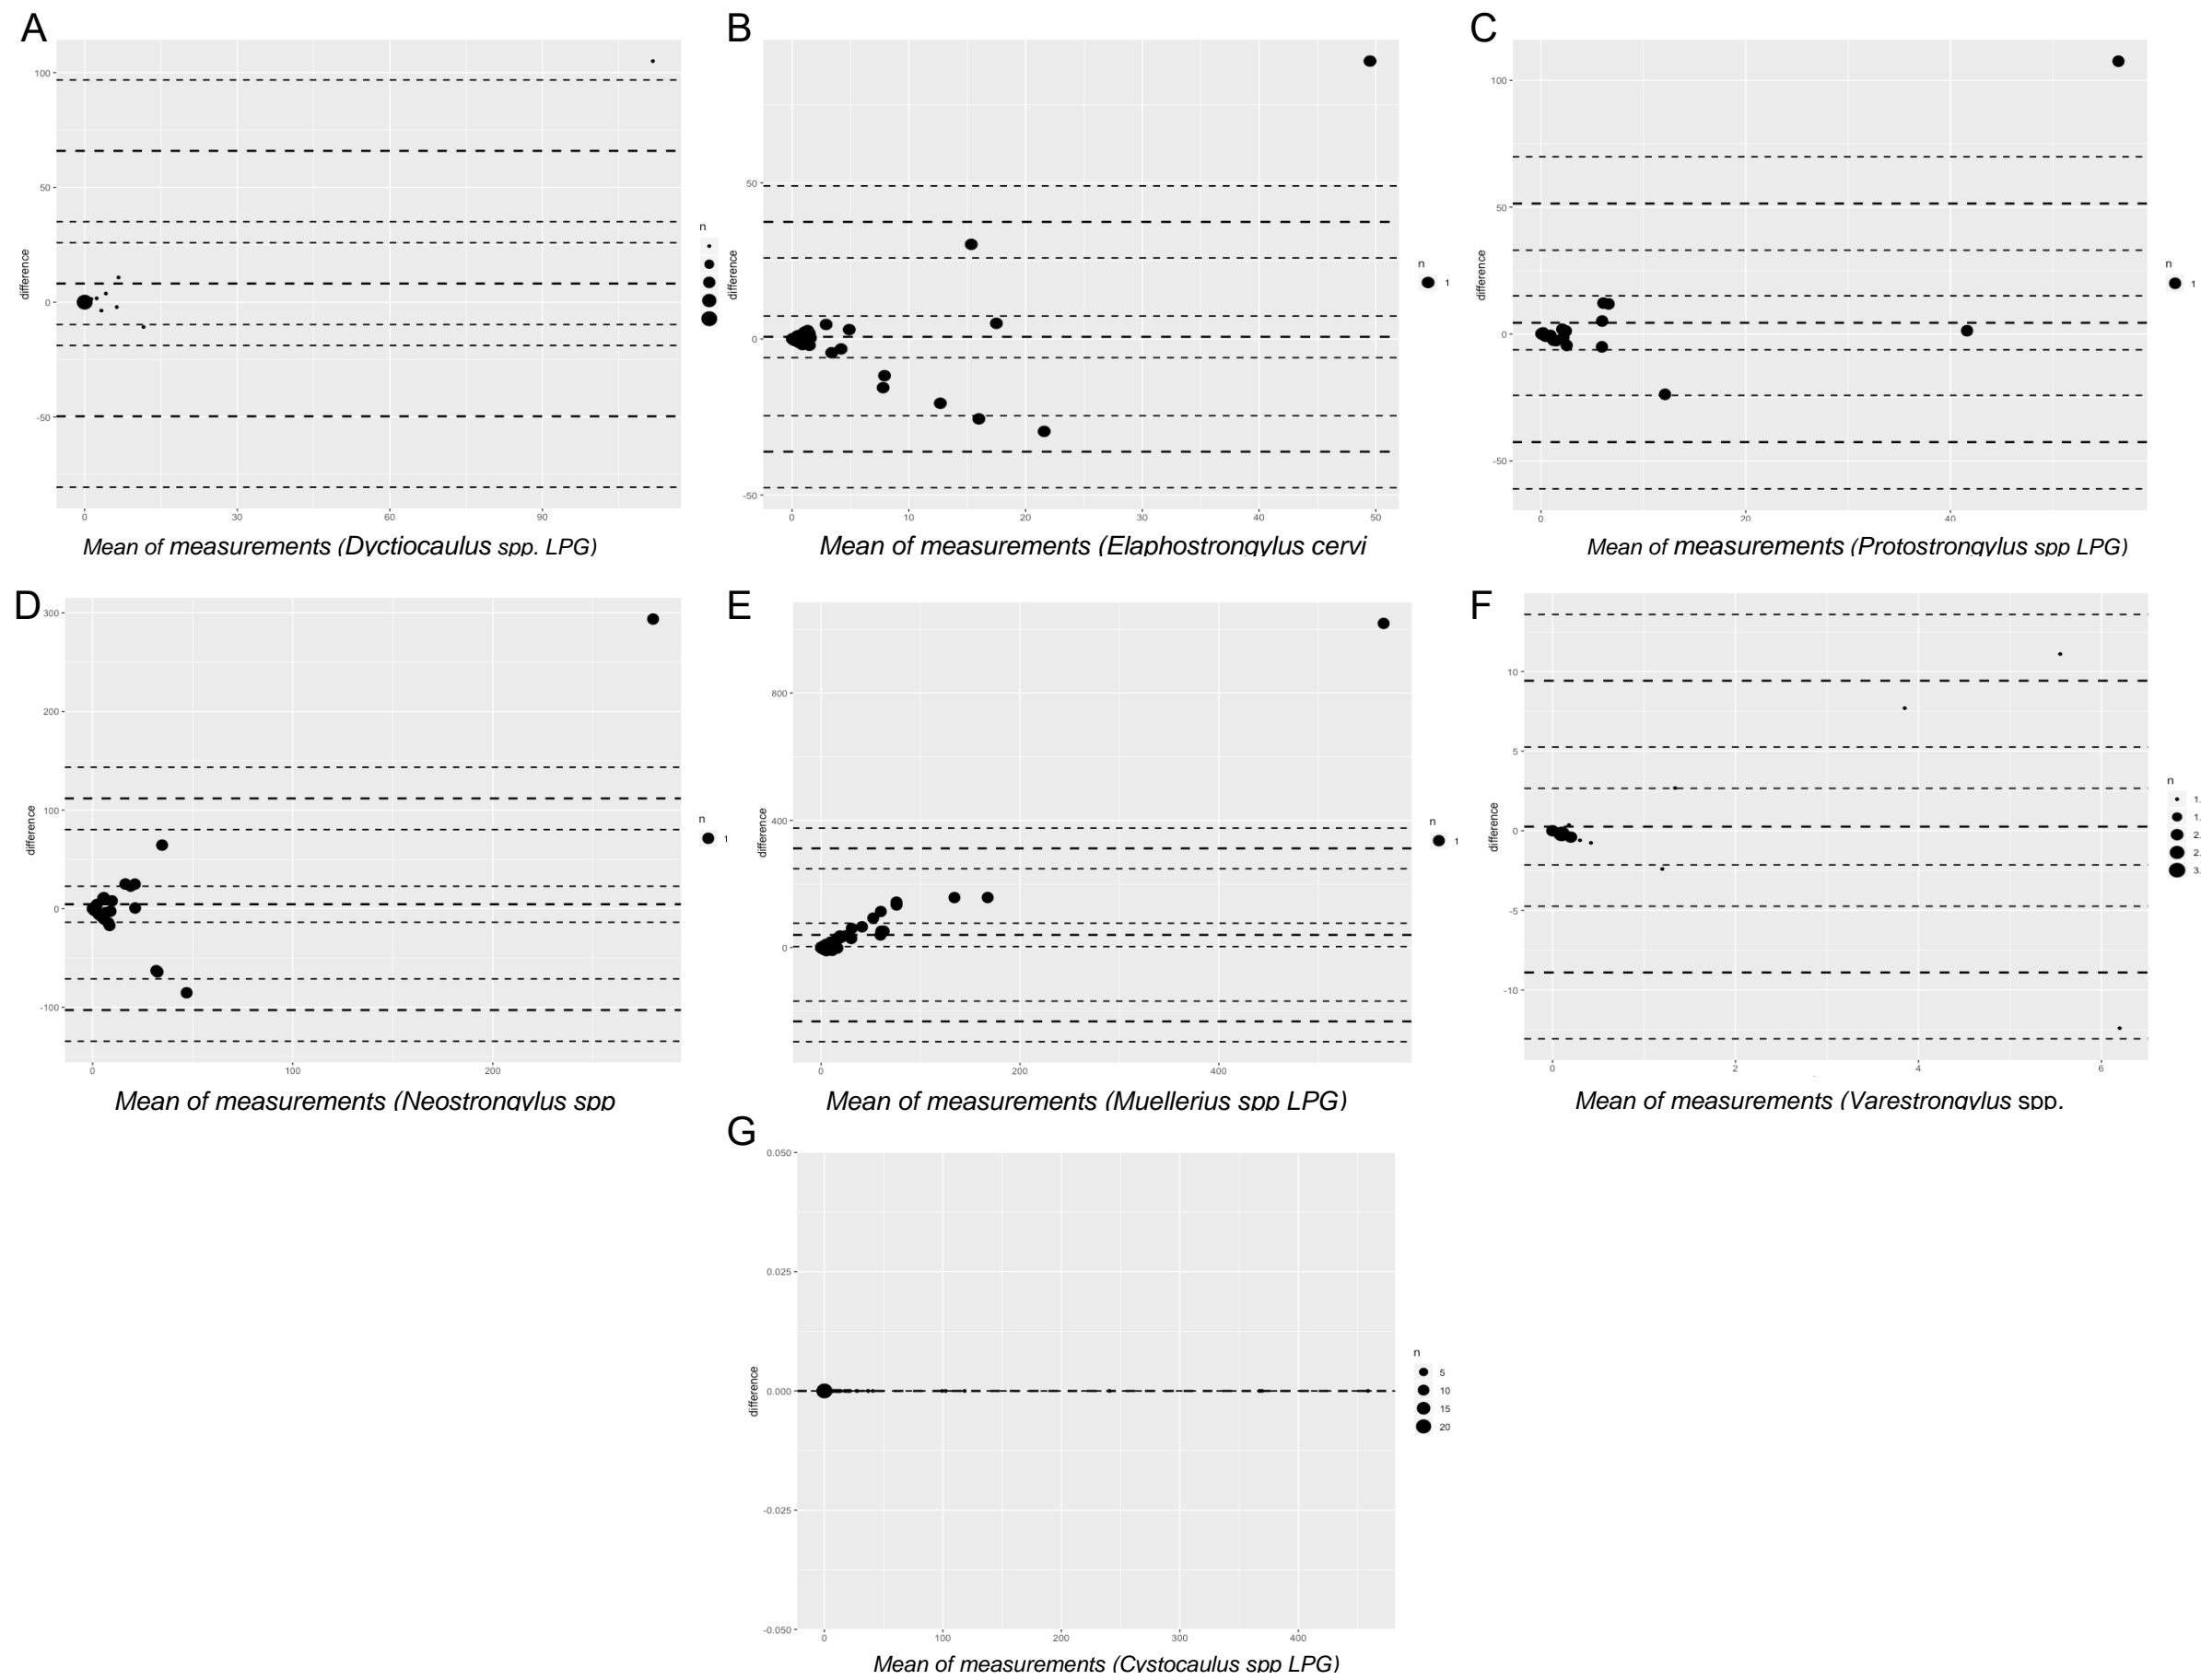 A
B
C
100
50
0
-50
difference
0
30
60
90
n
Mean of measurements (Dyctiocaulus spp. LPG)
50
0
-50
difference
0
10
20
30
40
50
n
1
Mean of measurements (Elaphostrongylus cervi
100
50
0
-50
difference
0
20
40
n
1
Mean of measurements (Protostrongylus spp LPG)
D
E
F
300
200
100
0
-100
difference
0
100
200
n
1
Mean of measurements (Neostrongylus spp
800
400
0
difference
0
200
400
n
1
Mean of measurements (Muellerius spp LPG)
10
5
0
-5
-10
difference
0
2
4
6
n
1.
1.
2.
2.
3.
Mean of measurements (Varestrongylus spp.
G
0.050
0.025
0.000
-0.025
-0.050
difference
0
100
200
300
400
n
5
10
15
20
Mean of measurements (Cystocaulus spp LPG)